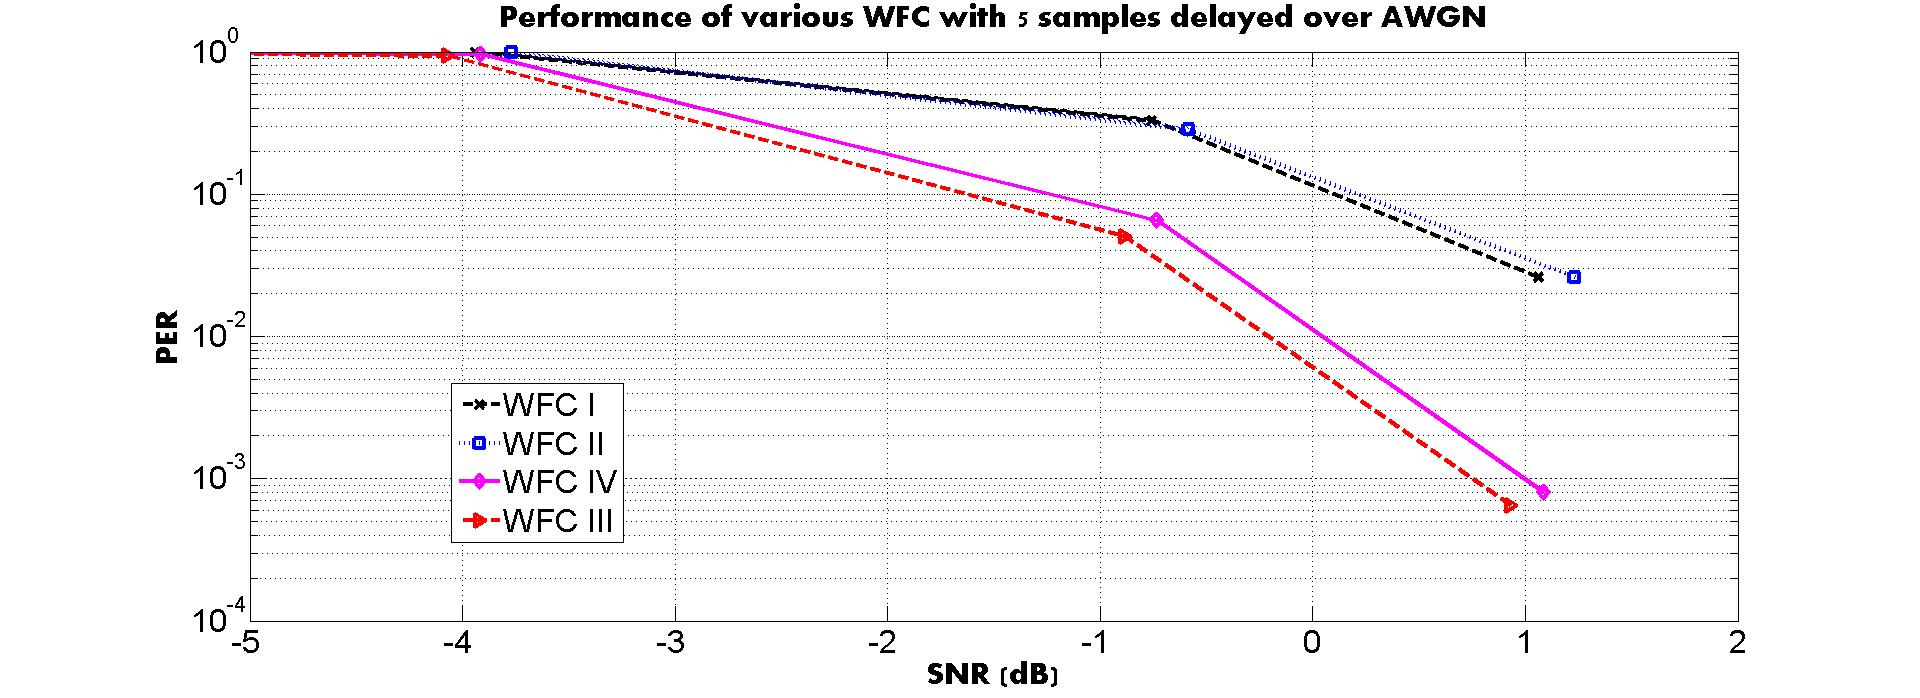 Performance of various WFC with 5 samples delayed over AWGN
10^0
10^-1
10^-2
10^-3
10^-4
PER
WFC I
WFC II
WFC IV
WFC III
-5 -4 -3 -2 -1 0 1 2
SNR (dB)